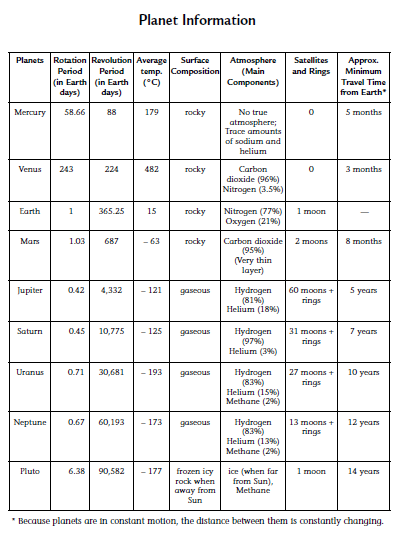 Planet Information
Planets Rotation Period (in Earth days) Revolution Period (in Earth days) Average temp. (°C) Surface Composition Atmosphere (Main Components) Satellites and Rings Approx. Minimum Travel Time from Earth*
Mercury 58.66 88 179 rocky No true atmosphere; Trace amounts of sodium and helium 0 5 months
Venus 243 224 482 rocky Carbon dioxide (96%) Nitrogen (3.5%) 0 3 months
Earth 1 365.25 15 rocky Nitrogen (77%) Oxygen (21%) 1 moon —
Mars 1.03 687 – 63 rocky Carbon dioxide (95%) (Very thin layer) 2 moons 8 months
Jupiter 0.42 4,332 – 121 gaseous Hydrogen (81%) Helium (18%) 60 moons + rings 5 years
Saturn 0.45 10,775 – 125 gaseous Hydrogen (97%) Helium (3%) 31 moons + rings 7 years
Uranus 0.71 30,681 – 193 gaseous Hydrogen (83%) Helium (15%) Methane (2%) 27 moons + rings 10 years
Neptune 0.67 60,193 – 173 gaseous Hydrogen (83%) Helium (13%) Methane (2%) 13 moons + rings 12 years
Pluto 6.38 90,582 – 177 frozen icy rock when away from Sun ice (when far from Sun), Methane 1 moon 14 years
* Because planets are in constant motion, the distance between them is constantly changing.